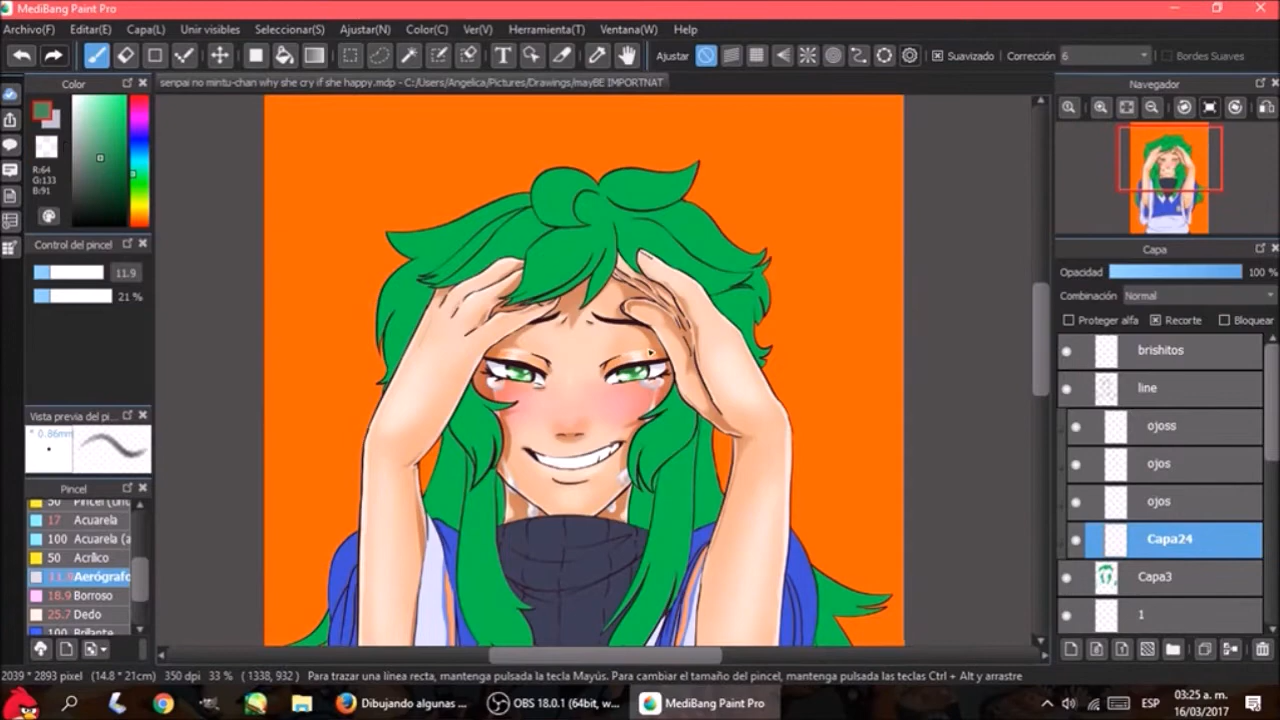 MediBang Paint Pro
Archivo(F) Editar(E) Capa(L) Unir visibles Seleccionar(S) Ajustar(N) Color(C) Ver(V) Herramienta(T) Ventana(W) Help
Ajustar Suavizado Corrección 6 Bordes Suaves
Color
senpai no mintu-chan why she cry if she happy.mdp - C:/Users/Angelica/Pictures/Drawings/mayBE IMPORTNAT
Navegador
R:64
G:133
B:91
Control del pincel
11.9
21 %
Capa
Opacidad 100 %
Combinación Normal
Proteger alfa Recorte Bloquear
brishitos
line
ojoss
ojos
ojos
Capa24
Capa3
1
Vista previa del pi...
* 0.86mm
Pincel
50
17 Acuarela
100 Acuarela (a
50 Acrílico
11.9 Aerógrafo
18.9 Borroso
25.7 Dedo
100 Brillante
2039 * 2893 pixel (14.8 * 21cm) 350 dpi 33 % ( 1338, 932 ) Para trazar una línea recta, mantenga pulsada la tecla Mayús. Para cambiar el tamaño del pincel, mantenga pulsadas las teclas Ctrl + Alt y arrastre
Dibujando algunas ... OBS 18.0.1 (64bit, w... MediBang Paint Pro ESP 03:25 a. m.
16/03/2017